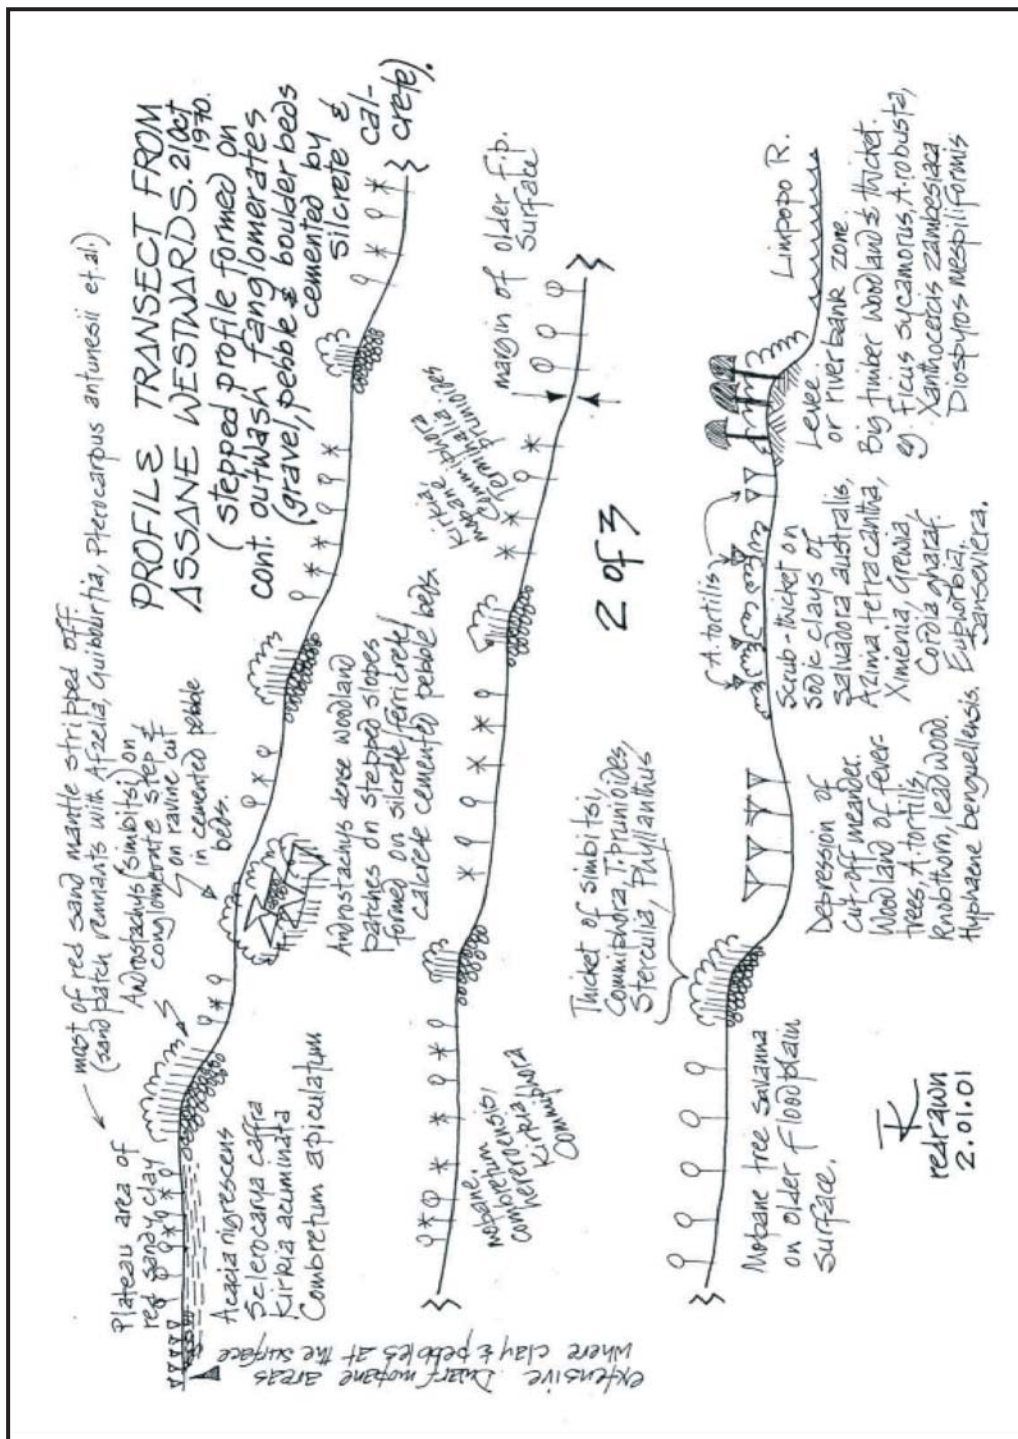 most of red sand mantle stripped off.
(sand patch remnants with Afzelia, Guibourtia, Pterocarpus antunesii et.al.)
PROFILE TRANSECT FROM
ASSANE WESTWARDS. 21 Oct
1970.
(stepped profile formed on
cont. outwash fanglomerates
(gravel, pebble & boulder beds
cemented by
silcrete & cal-
crete).
Plateau area of
red sandy clay
Androstachys (simbitsi) on
conglomerate step &
on ravine cut
in cemented pebble
beds.
Acacia nigrescens
Sclerocarya caffra
Kirkia acuminata
Combretum apiculatum
extensive Dwarf mopane areas
where clay & pebbles at the surface
Androstachys dense woodland
patches on stepped slopes
formed on silcrete/ferricrete/
calcrete cemented pebble beds.
Kirkia,
mopane,
Commiphora
Terminalia
prunioides
margin of older F.p.
Surface
mopane,
Combretum
hereroensis,
Kirkia
Commiphora
2 of 3
Thicket of simbitsi,
Commiphora, T. prunioides,
Sterculia, Phyllanthus
A. tortilis
Limpopo R.
Mopane tree savanna
on older Floodplain
Surface.
Depression of
cut-off meander.
Woodland of fever-
trees, A. tortilis,
Knobthorn, leadwood.
Hyphaene benguellensis.
Scrub-thicket on
sodic clays of
Salvadora australis,
Azima tetracantha,
Ximenia, Grewia,
Cordia gharaf.
Euphorbia,
Sanseviera.
Levee
or riverbank zone.
Big timber Woodland & thicket.
eg. Ficus sycamorus, A. robusta,
Xanthocercis zambesiaca
Diospyros mespiliformis
redrawn
2.01.01